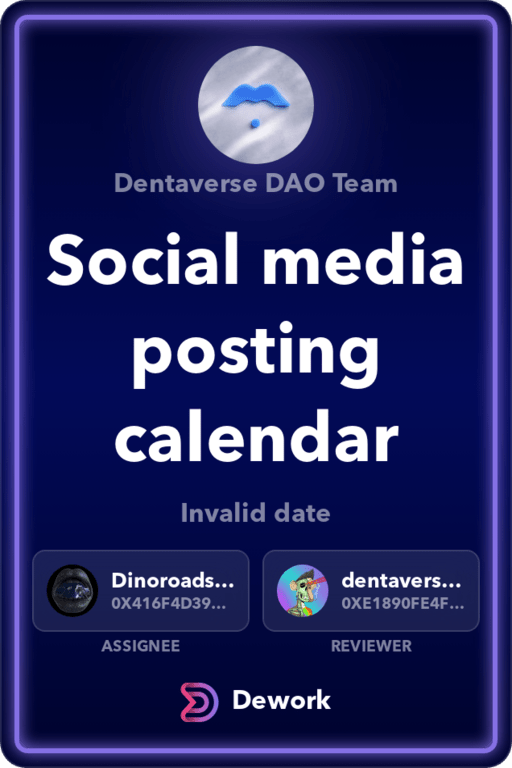 Dentaverse DAO Team
Social media
posting
calendar
Invalid date
Dinoroads... dentavers...
0X416F4D39... 0XE1890FE4F...
ASSIGNEE REVIEWER
Dework